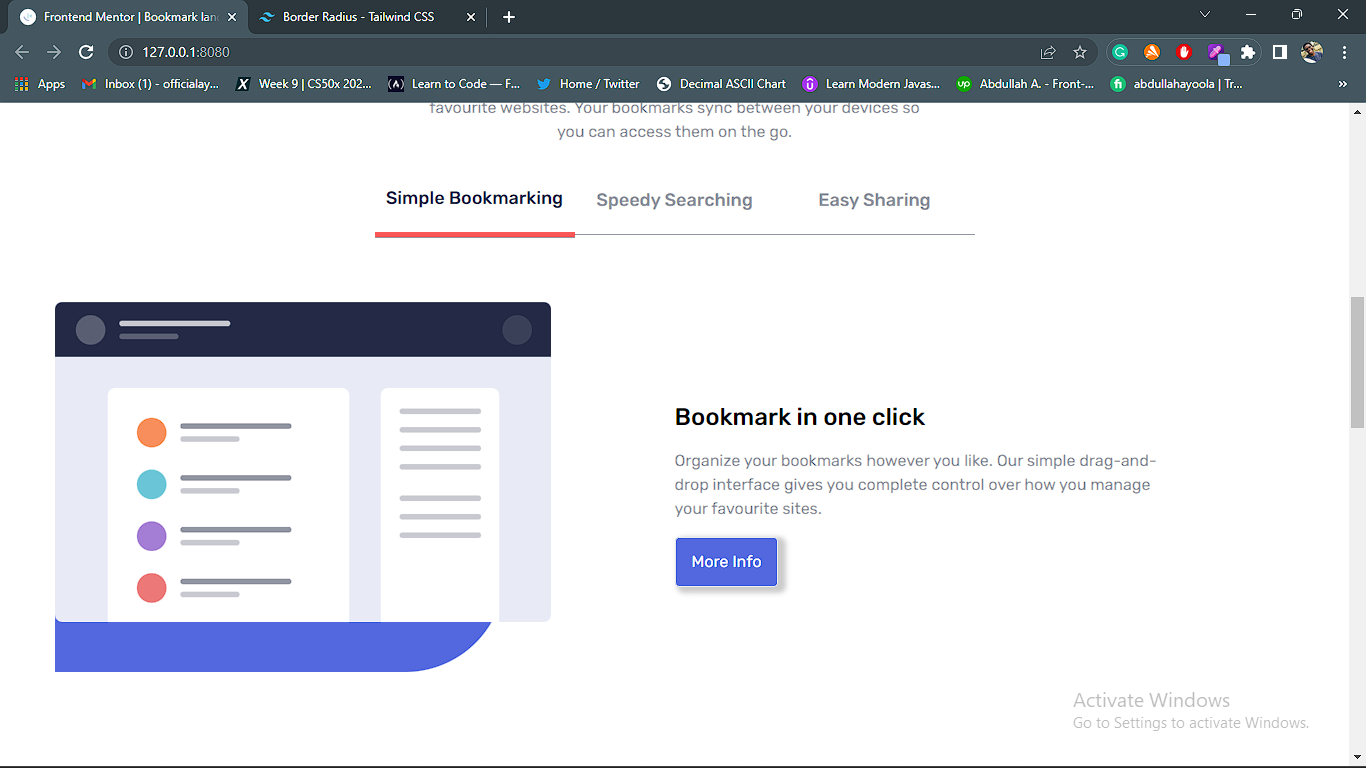 Frontend Mentor | Bookmark lan
Border Radius - Tailwind CSS
127.0.0.1:8080
Apps
Inbox (1) - officialay...
Week 9 | CS50x 202...
Learn to Code — F...
Home / Twitter
Decimal ASCII Chart
Learn Modern Javas...
Abdullah A. - Front-...
abdullahayoola | Tr...
favourite websites. Your bookmarks sync between your devices so
you can access them on the go.
Simple Bookmarking
Speedy Searching
Easy Sharing
Bookmark in one click
Organize your bookmarks however you like. Our simple drag-and-
drop interface gives you complete control over how you manage
your favourite sites.
More Info
Activate Windows
Go to Settings to activate Windows.